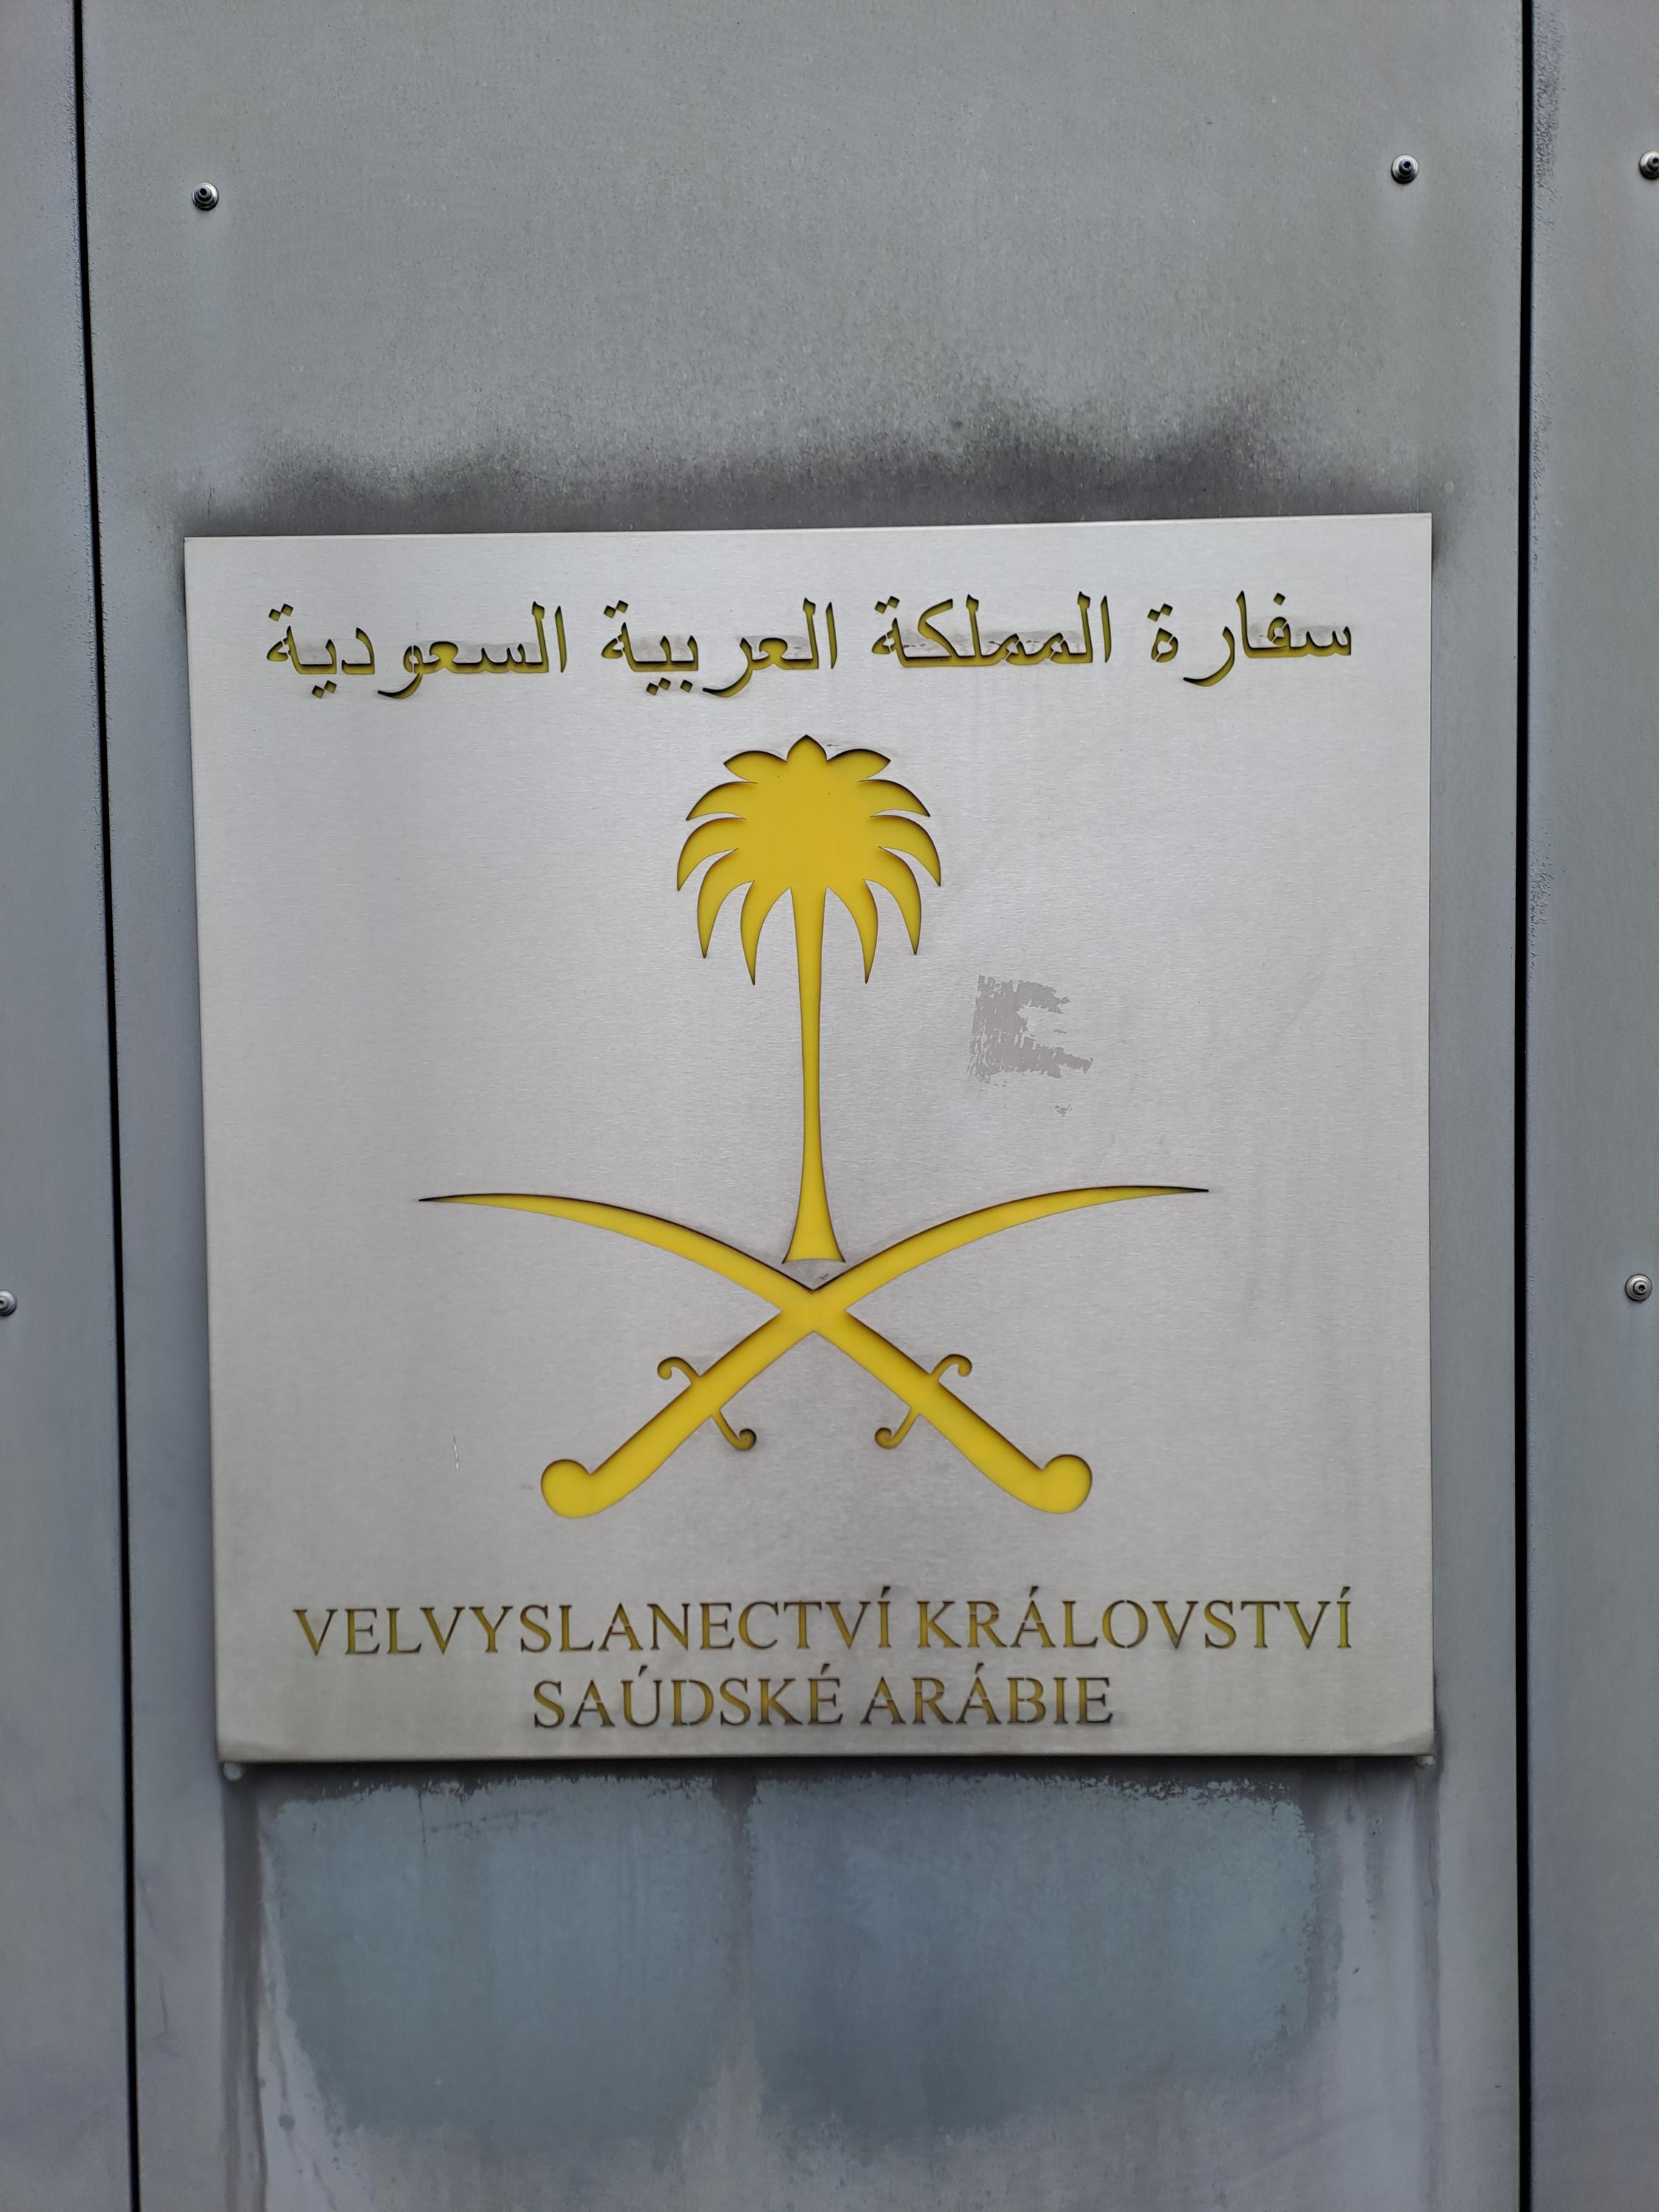 سفارة المملكة العربية السعودية
VELVYSLANECTVÍ KRÁLOVSTVÍ
SAÚDSKÉ ARÁBIE